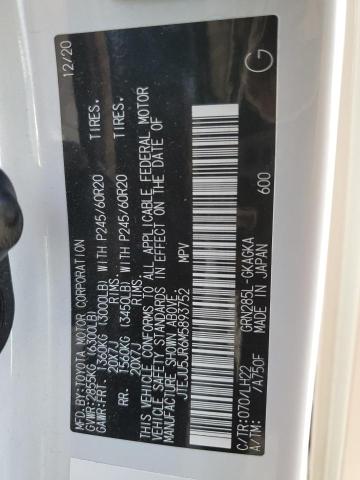 MFD.BY:TOYOTA MOTOR CORPORATION 12/20
GVWR:2855KG (6300LB)
GAWR:FRT. 1360KG (3000LB) WITH P245/60R20 TIRES.
20X7J RIMS.
RR. 1560KG (3450LB) WITH P245/60R20 TIRES.
20X7J RIMS.
THIS VEHICLE CONFORMS TO ALL APPLICABLE FEDERAL MOTOR
VEHICLE SAFETY STANDARDS IN EFFECT ON THE DATE OF
MANUFACTURE SHOWN ABOVE.
JTEJU5JR6M5873752 MPV
C/TR:070/LH22 GRN285L-GKAGKA 600
A/TM: /A750F MADE IN JAPAN
G